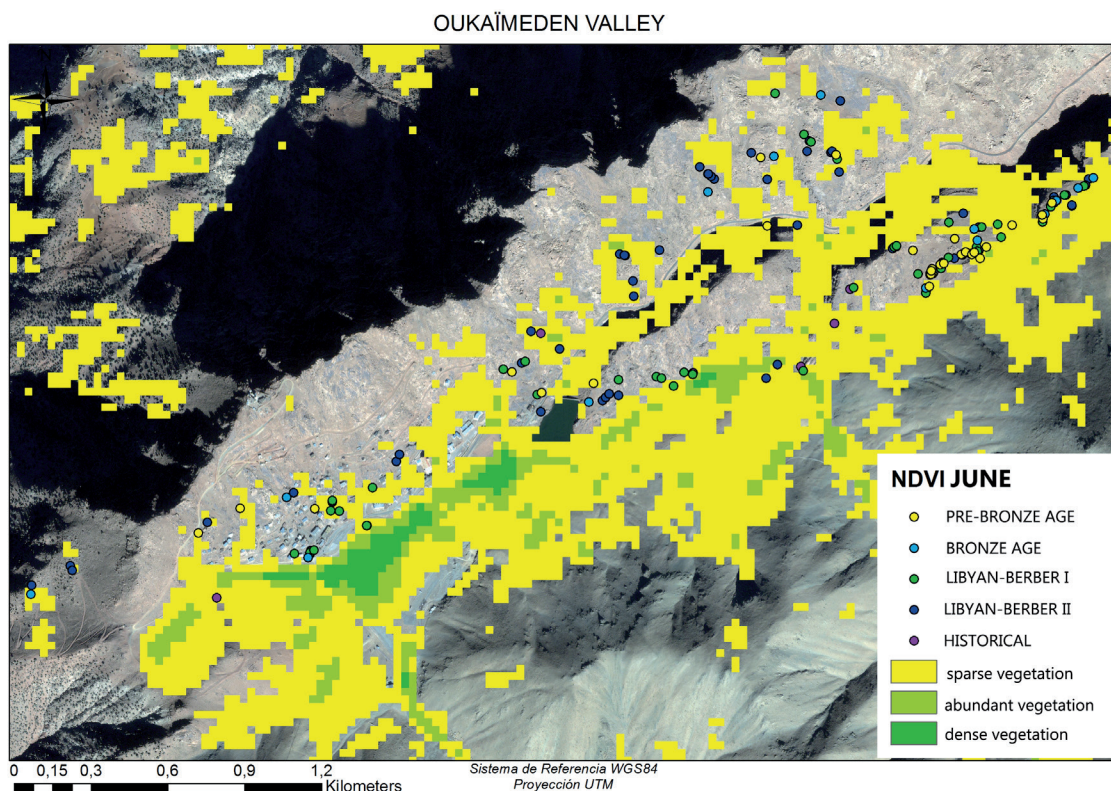 OUKAÏMEDEN VALLEY
NDVI JUNE
PRE-BRONZE AGE
BRONZE AGE
LIBYAN-BERBER I
LIBYAN-BERBER II
HISTORICAL
sparse vegetation
abundant vegetation
dense vegetation
0 0,15 0,3 0,6 0,9 1,2
Kilometers
Sistema de Referencia WGS84
Proyección UTM